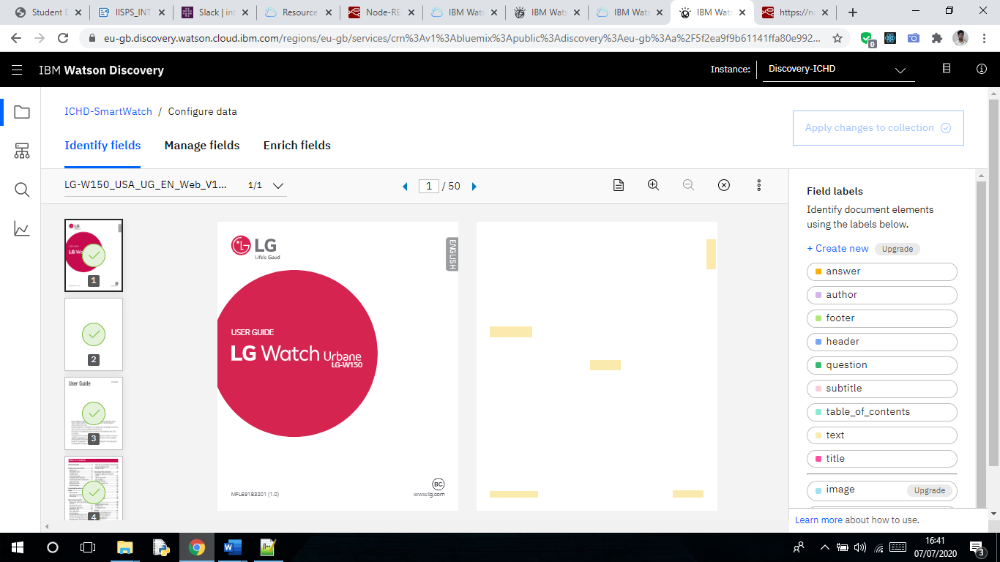 Student D
IISPS_INT
Slack | int
Resource
Node-RE
IBM Wats
IBM Wats
IBM Wats
IBM Wats
https://no
eu-gb.discovery.watson.cloud.ibm.com/regions/eu-gb/services/crn%3Av1%3Abluemix%3Apublic%3Adiscovery%3Aeu-gb%3Aa%2F5f2ea9f9b61141ffa80e992...
0
IBM Watson Discovery
Instance:
Discovery-ICHD
ICHD-SmartWatch / Configure data
Apply changes to collection
Identify fields
Manage fields
Enrich fields
LG-W150_USA_UG_EN_Web_V1...
1/1
1 / 50
1
2
User Guide
3
4
LG
Life's Good
ENGLISH
USER GUIDE
LG Watch Urbane
LG-W150
BC
MFL69183201 (1.0)
www.lg.com
Field labels
Identify document elements
using the labels below.
+ Create new Upgrade
answer
author
footer
header
question
subtitle
table_of_contents
text
title
image Upgrade
Learn more about how to use.
16:41
07/07/2020
3